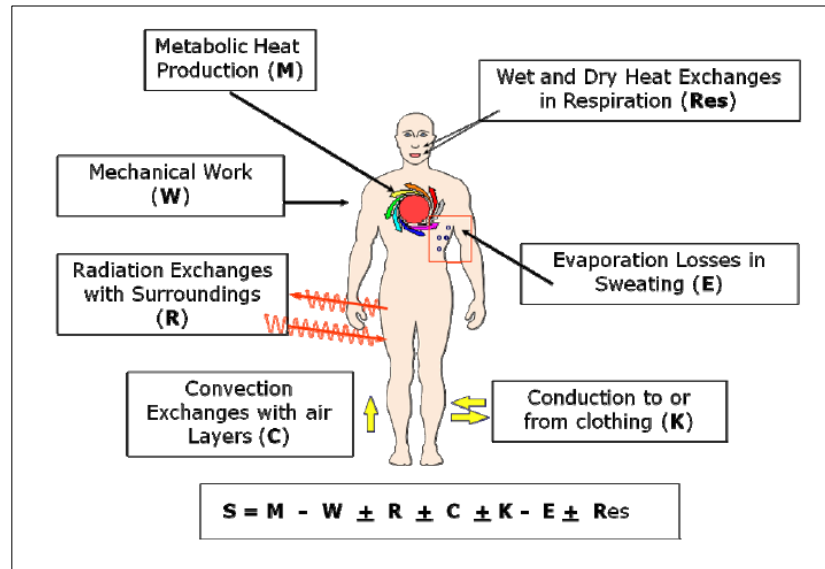 Metabolic Heat
Production (M)
Wet and Dry Heat Exchanges
in Respiration (Res)
Mechanical Work
(W)
Radiation Exchanges
with Surroundings
(R)
Evaporation Losses in
Sweating (E)
Convection
Exchanges with air
Layers (C)
Conduction to or
from clothing (K)
S = M - W ± R ± C ± K - E ± Res